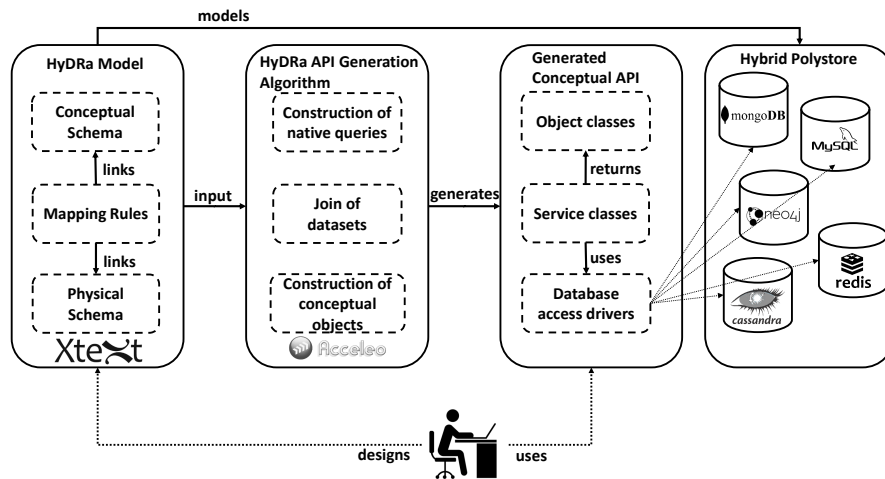 models
HyDRa Model
Conceptual
Schema
links
Mapping Rules
links
Physical
Schema
Xtext
input
HyDRa API Generation
Algorithm
Construction of
native queries
Join of
datasets
Construction of
conceptual
objects
Acceleo
generates
Generated
Conceptual API
Object classes
returns
Service classes
uses
Database
access drivers
Hybrid Polystore
mongoDB
MySQL
neo4j
redis
cassandra
designs
uses